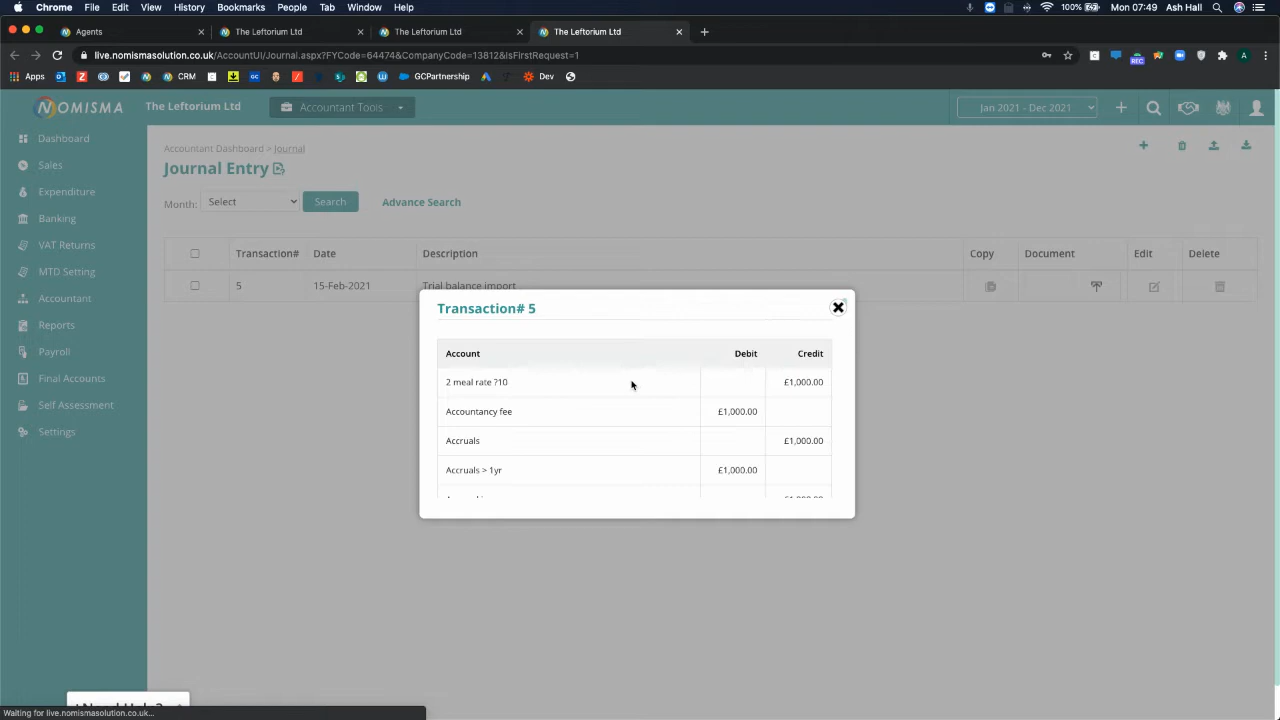 Chrome File Edit View History Bookmarks People Tab Window Help 100% Mon 07:49 Ash Hall
Agents The Leftorium Ltd The Leftorium Ltd The Leftorium Ltd
live.nomismasolution.co.uk/AccountUI/Journal.aspx?FYCode=64474&CompanyCode=13812&IsFirstRequest=1
REC A
Apps CRM GCPartnership Dev
NOMISMA The Leftorium Ltd Accountant Tools Jan 2021 - Dec 2021
Dashboard
Sales
Expenditure
Banking
VAT Returns
MTD Setting
Accountant
Reports
Payroll
Final Accounts
Self Assessment
Settings
Accountant Dashboard > Journal
Journal Entry
Month: Select Search Advance Search
Transaction# Date Description Copy Document Edit Delete
5 15-Feb-2021 Trial balance import
Transaction# 5
Account Debit Credit
2 meal rate ?10 £1,000.00
Accountancy fee £1,000.00
Accruals £1,000.00
Accruals > 1yr £1,000.00
£1,000.00
Need Help?
Waiting for live.nomismasolution.co.uk...